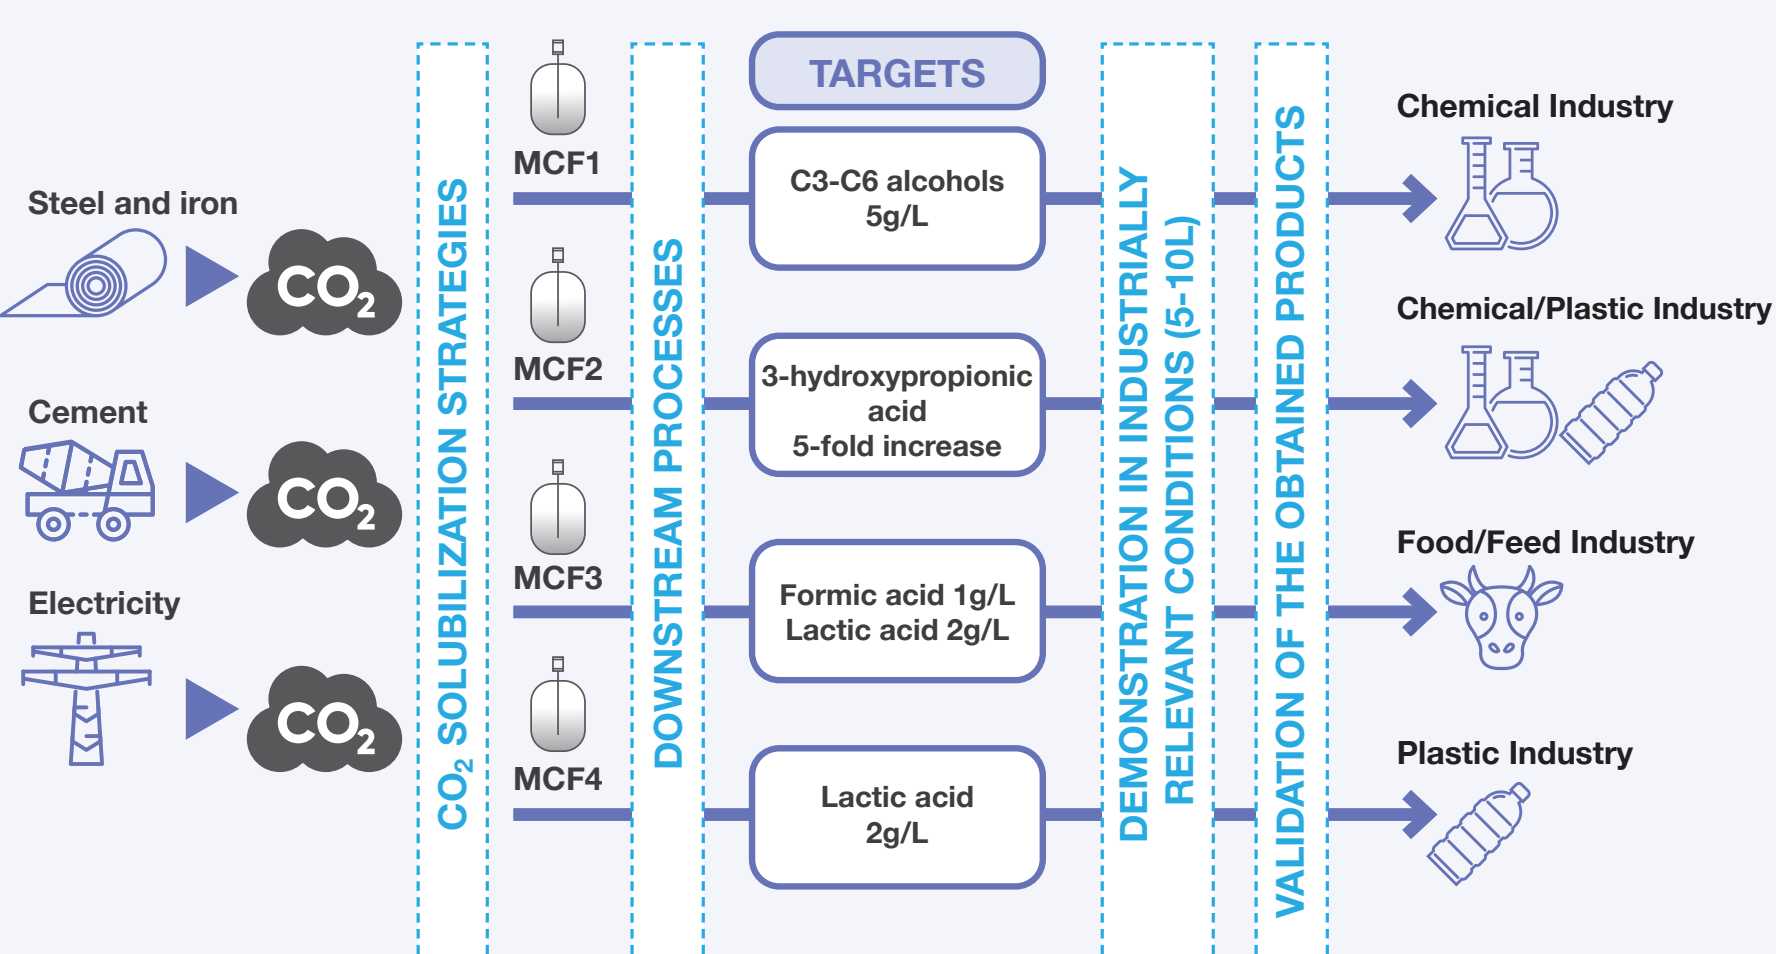 Steel and iron
CO2
Cement
CO2
Electricity
CO2
CO2 SOLUBILIZATION STRATEGIES
MCF1
MCF2
MCF3
MCF4
DOWNSTREAM PROCESSES
TARGETS
C3-C6 alcohols
5g/L
3-hydroxypropionic
acid
5-fold increase
Formic acid 1g/L
Lactic acid 2g/L
Lactic acid
2g/L
DEMONSTRATION IN INDUSTRIALLY
RELEVANT CONDITIONS (5-10L)
VALIDATION OF THE OBTAINED PRODUCTS
Chemical Industry
Chemical/Plastic Industry
Food/Feed Industry
Plastic Industry